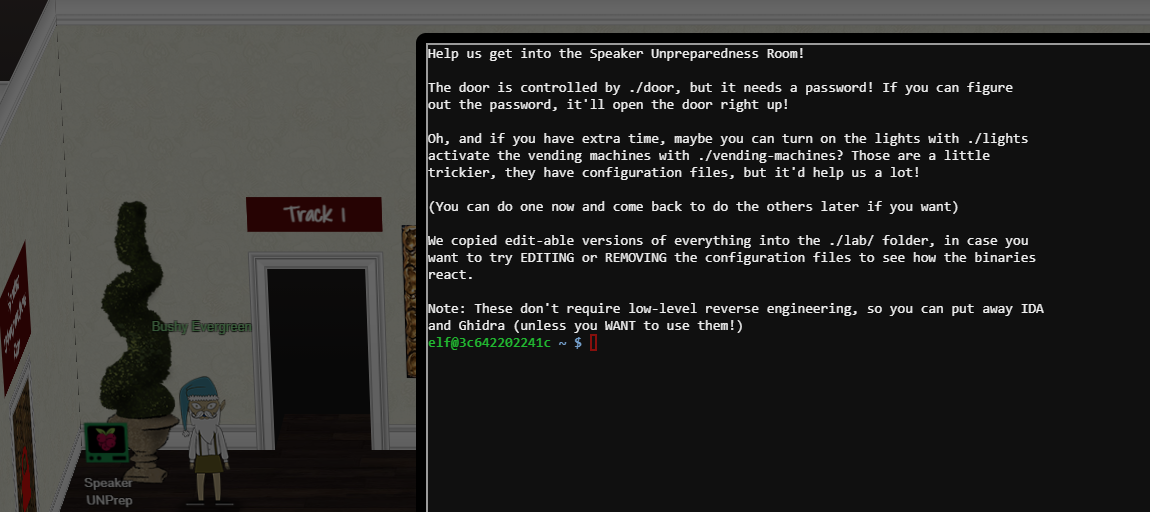 Track 1
Bushy Evergreen
Speaker
UNPrep
Help us get into the Speaker Unpreparedness Room!
The door is controlled by ./door, but it needs a password! If you can figure
out the password, it'll open the door right up!
Oh, and if you have extra time, maybe you can turn on the lights with ./lights
activate the vending machines with ./vending-machines? Those are a little
trickier, they have configuration files, but it'd help us a lot!
(You can do one now and come back to do the others later if you want)
We copied edit-able versions of everything into the ./lab/ folder, in case you
want to try EDITING or REMOVING the configuration files to see how the binaries
react.
Note: These don't require low-level reverse engineering, so you can put away IDA
and Ghidra (unless you WANT to use them!)
elf@3c642202241c ~ $